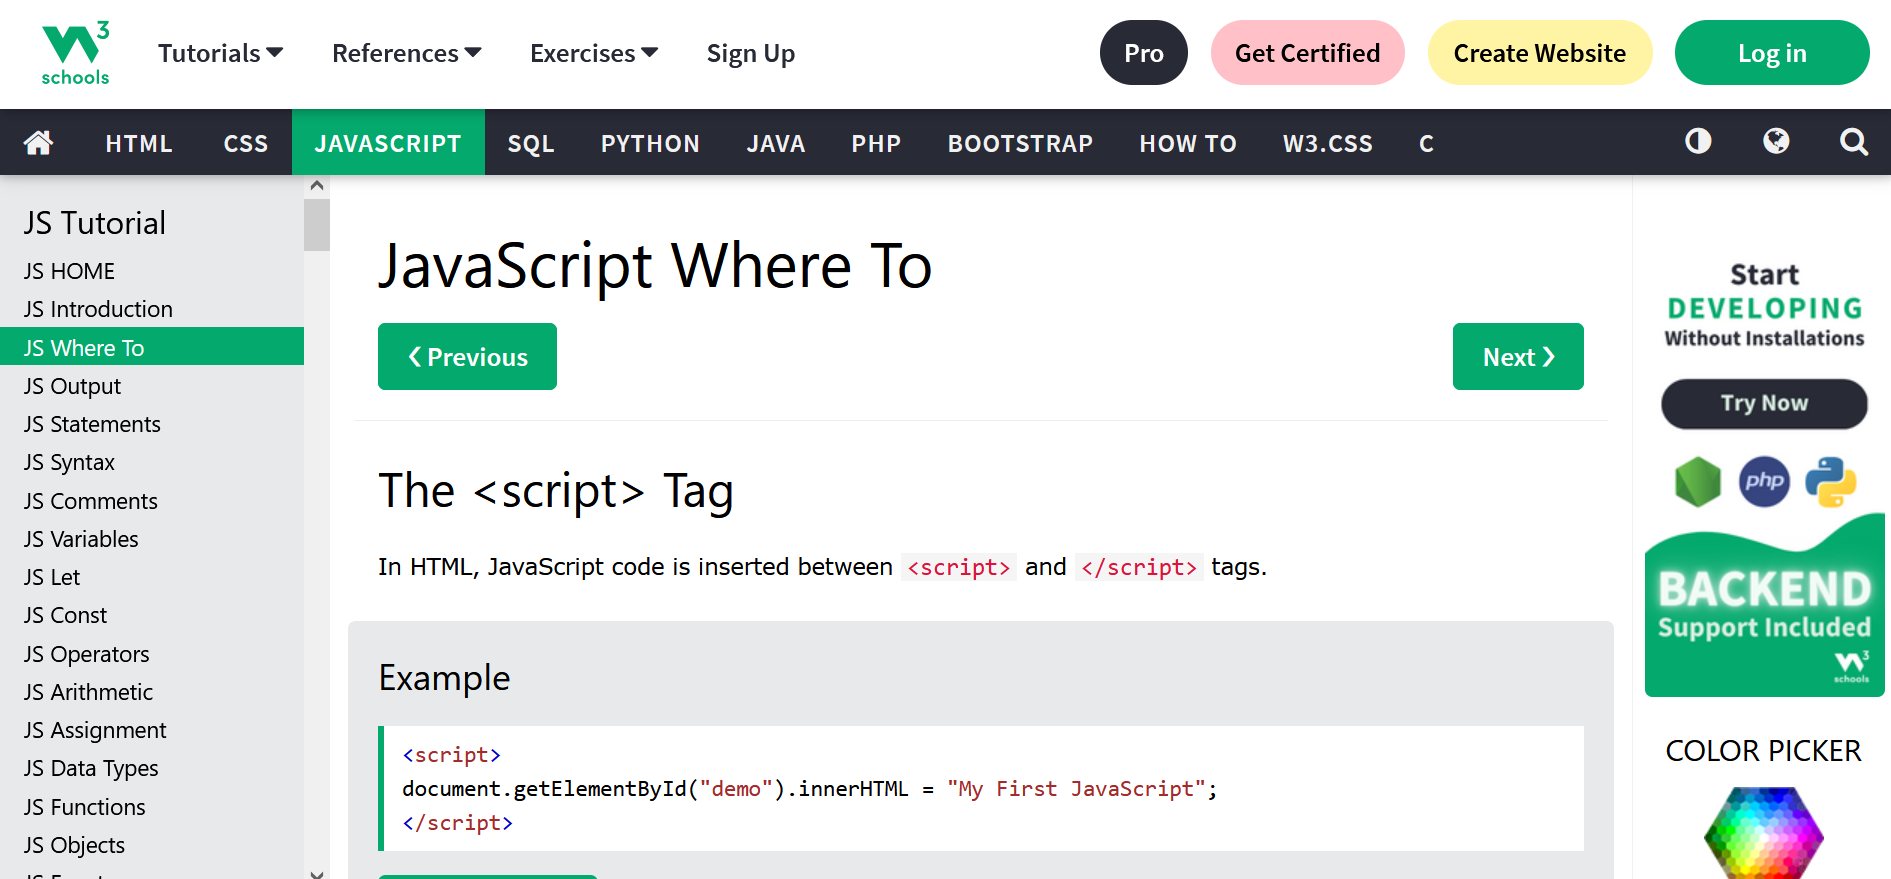 3
schools
Tutorials
References
Exercises
Sign Up
Pro
Get Certified
Create Website
Log in
HTML
CSS
JAVASCRIPT
SQL
PYTHON
JAVA
PHP
BOOTSTRAP
HOW TO
W3.CSS
C
JS Tutorial
JS HOME
JS Introduction
JS Where To
JS Output
JS Statements
JS Syntax
JS Comments
JS Variables
JS Let
JS Const
JS Operators
JS Arithmetic
JS Assignment
JS Data Types
JS Functions
JS Objects
JavaScript Where To
❮ Previous
Next ❯
The <script> Tag
In HTML, JavaScript code is inserted between <script> and </script> tags.
Example
<script>
document.getElementById("demo").innerHTML = "My First JavaScript";
</script>
Start
DEVELOPING
Without Installations
Try Now
php
BACKEND
Support Included
3
schools
COLOR PICKER